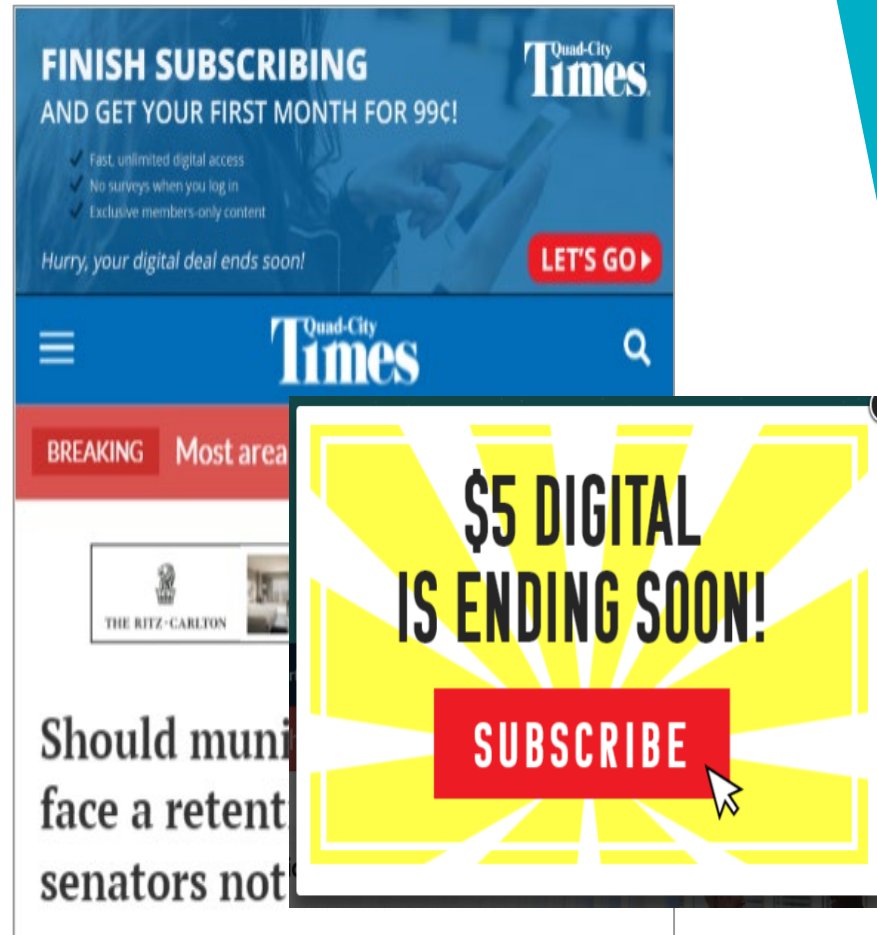 FINISH SUBSCRIBING
AND GET YOUR FIRST MONTH FOR 99¢!
Quad-City
Times
Fast, unlimited digital access
No surveys when you log in
Exclusive members-only content
Hurry, your digital deal ends soon!
LET'S GO
Quad-City
Times
BREAKING Most area
THE RITZ-CARLTON
Should muni
face a retent
senators not
$5 DIGITAL
IS ENDING SOON!
SUBSCRIBE